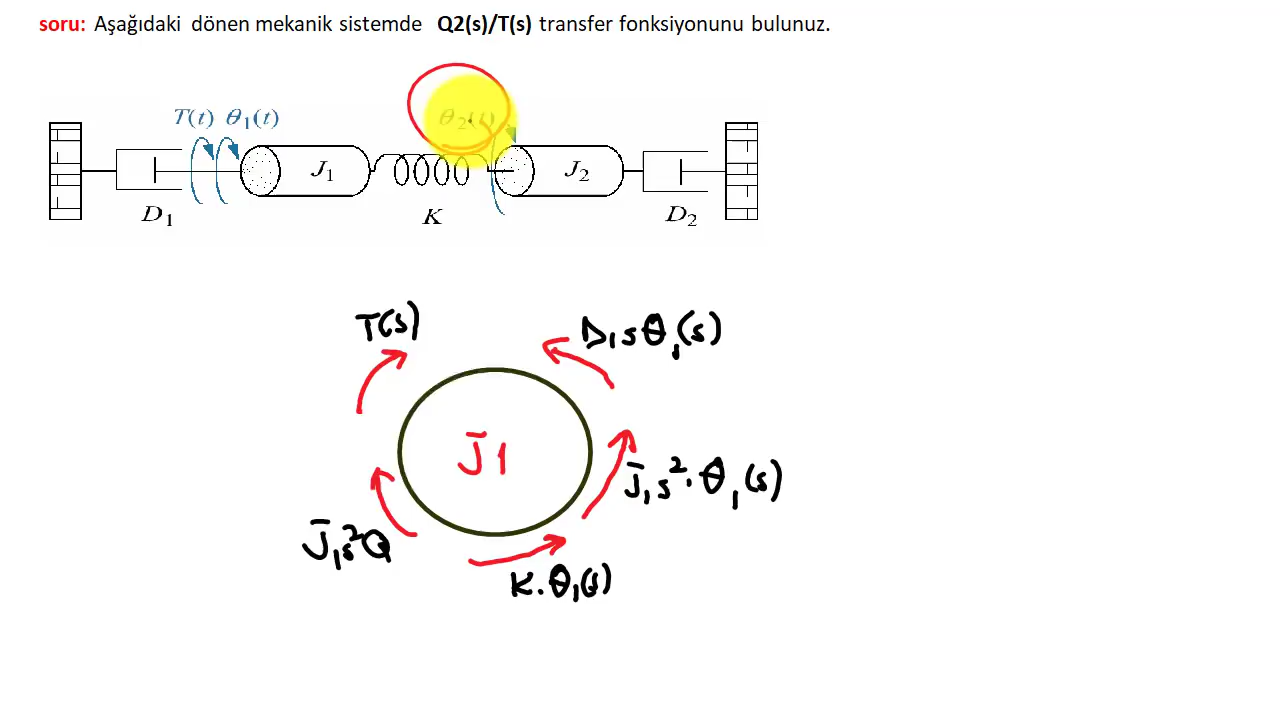 soru: Aşağıdaki dönen mekanik sistemde Q2(s)/T(s) transfer fonksiyonunu bulunuz.
T(t) θ1(t) θ2(t)
J1 J2
D1 K D2
T(s) D1sθ1(s)
J1
J1s²·θ1(s)
J1s²Q
K·θ1(s)